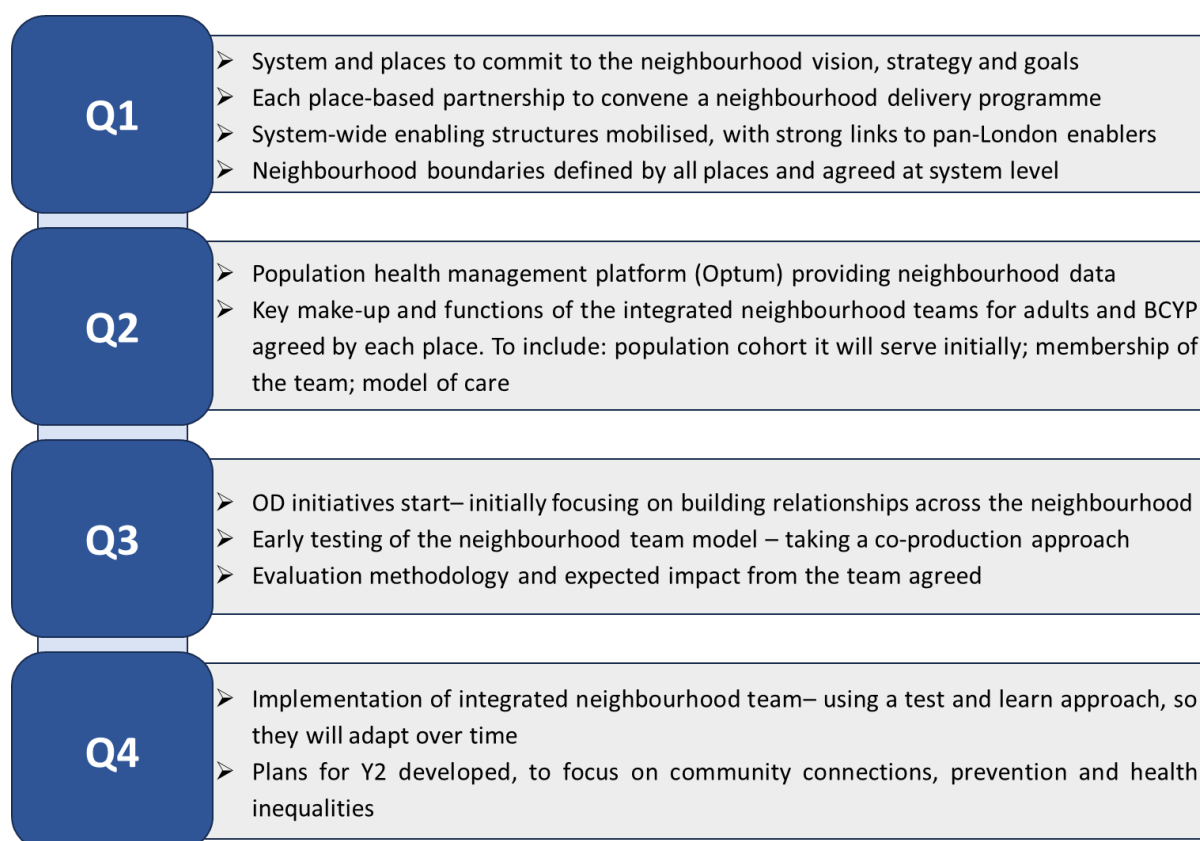 Q1
➢ System and places to commit to the neighbourhood vision, strategy and goals
➢ Each place-based partnership to convene a neighbourhood delivery programme
➢ System-wide enabling structures mobilised, with strong links to pan-London enablers
➢ Neighbourhood boundaries defined by all places and agreed at system level
Q2
➢ Population health management platform (Optum) providing neighbourhood data
➢ Key make-up and functions of the integrated neighbourhood teams for adults and BCYP
agreed by each place. To include: population cohort it will serve initially; membership of
the team; model of care
Q3
➢ OD initiatives start– initially focusing on building relationships across the neighbourhood
➢ Early testing of the neighbourhood team model – taking a co-production approach
➢ Evaluation methodology and expected impact from the team agreed
Q4
➢ Implementation of integrated neighbourhood team– using a test and learn approach, so
they will adapt over time
➢ Plans for Y2 developed, to focus on community connections, prevention and health
inequalities